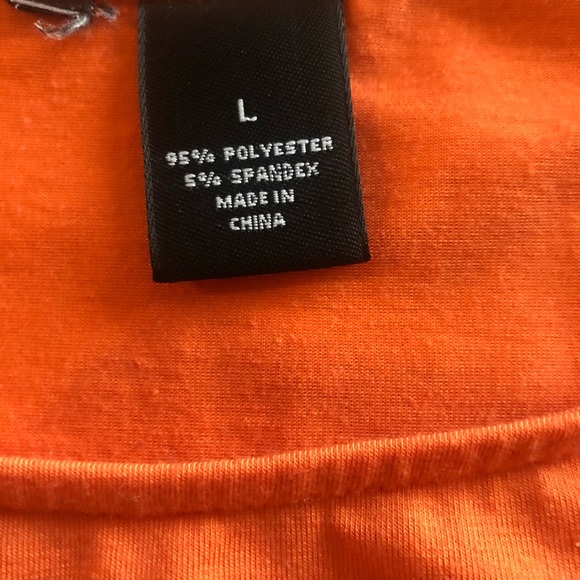 L
95% POLYESTER
5% SPANDEX
MADE IN
CHINA